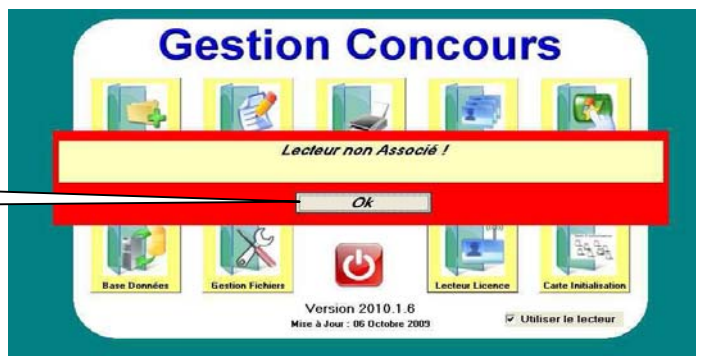 Gestion Concours
Lecteur non Associé !
Ok
Base Données
Gestion Fichiers
Lecteur Licence
Carte Initialisation
Version 2010.1.6
Mise à Jour : 06 Octobre 2009
Utiliser le lecteur